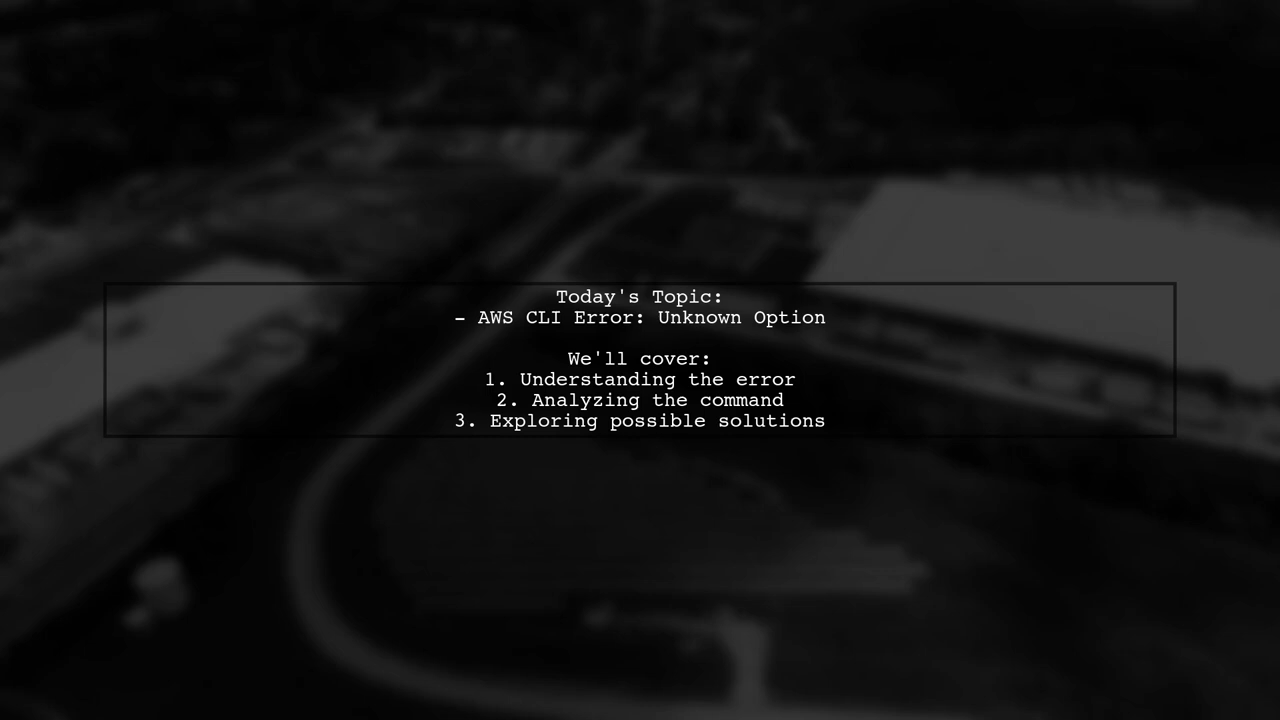 Today's Topic:
- AWS CLI Error: Unknown Option
We'll cover:
1. Understanding the error
2. Analyzing the command
3. Exploring possible solutions